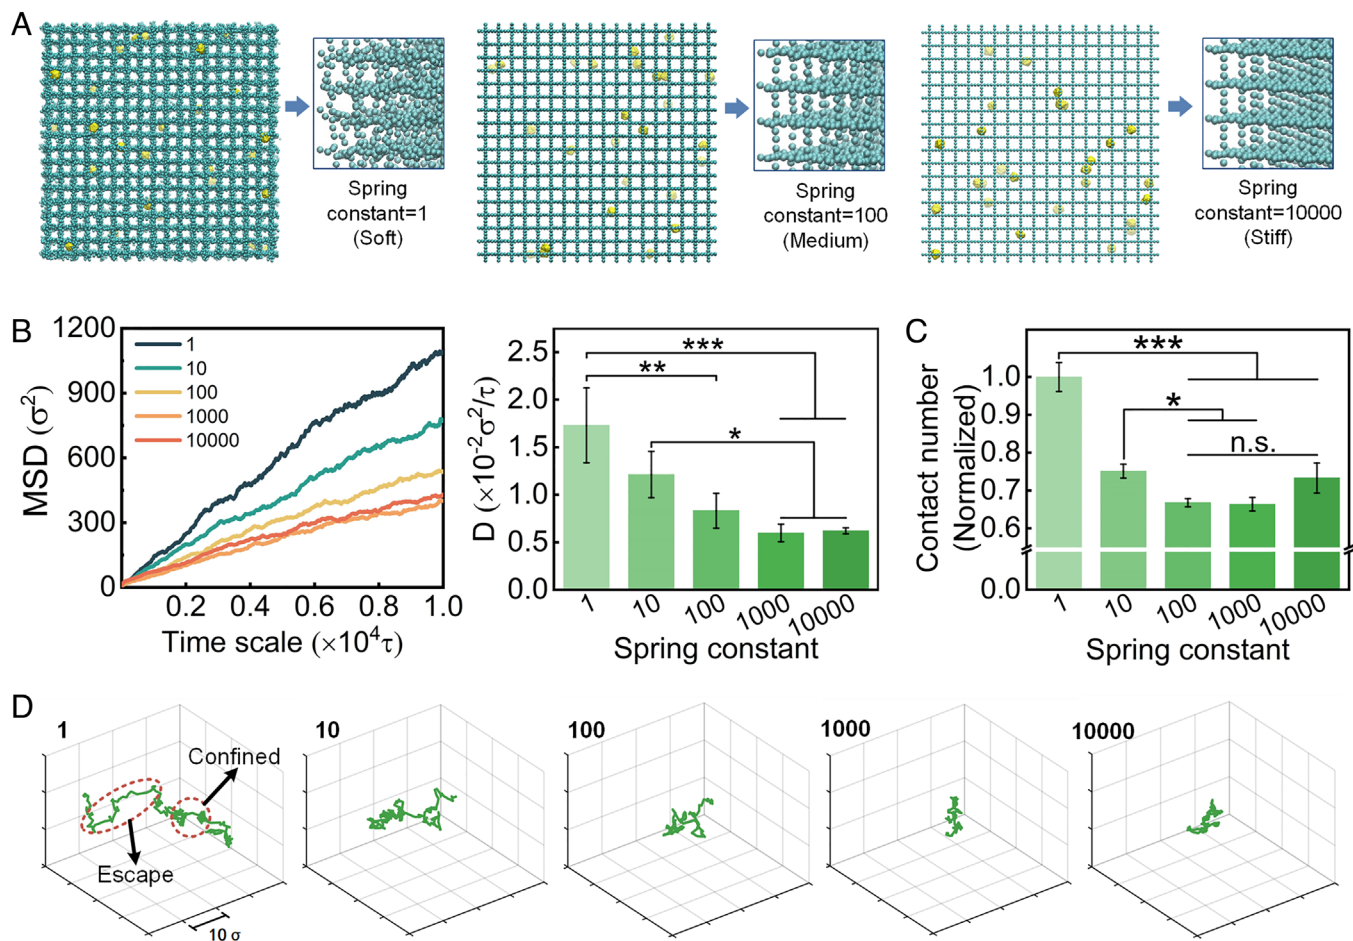 A
Spring
constant=1
(Soft)
Spring
constant=100
(Medium)
Spring
constant=10000
(Stiff)
B
MSD (σ²)
1200
900
600
300
0
1
10
100
1000
10000
0.2 0.4 0.6 0.8 1.0
Time scale (×10⁴τ)
D (×10⁻²σ²/τ)
2.5
2.0
1.5
1.0
0.5
0.0
***
**
*
1 10 100 1000 10000
Spring constant
C
Contact number
(Normalized)
1.0
0.9
0.8
0.7
0.6
0.0
***
*
n.s.
1 10 100 1000 10000
Spring constant
D
1
Confined
Escape
10 σ
10
100
1000
10000